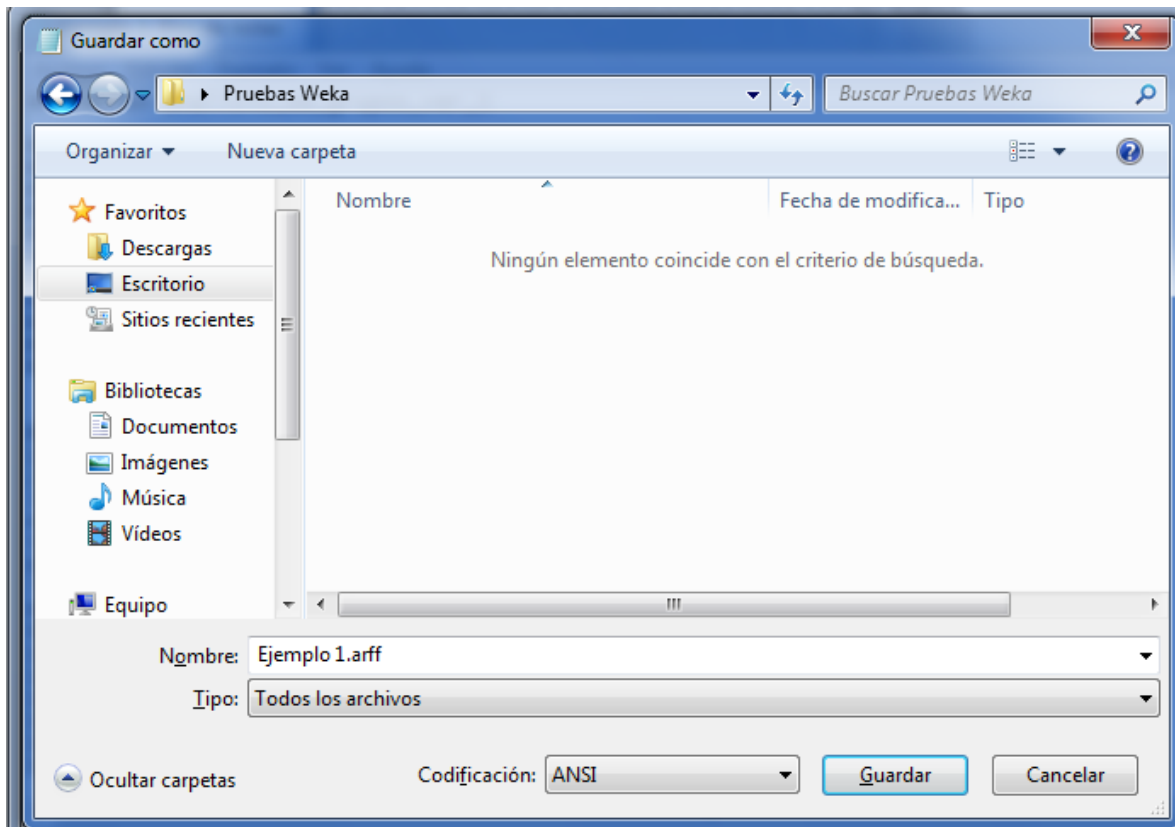 Guardar como
Pruebas Weka
Buscar Pruebas Weka
Organizar
Nueva carpeta
Favoritos
Descargas
Escritorio
Sitios recientes
Bibliotecas
Documentos
Imágenes
Música
Vídeos
Equipo
Nombre
Fecha de modifica...
Tipo
Ningún elemento coincide con el criterio de búsqueda.
Nombre: Ejemplo 1.arff
Tipo: Todos los archivos
Ocultar carpetas
Codificación: ANSI
Guardar
Cancelar